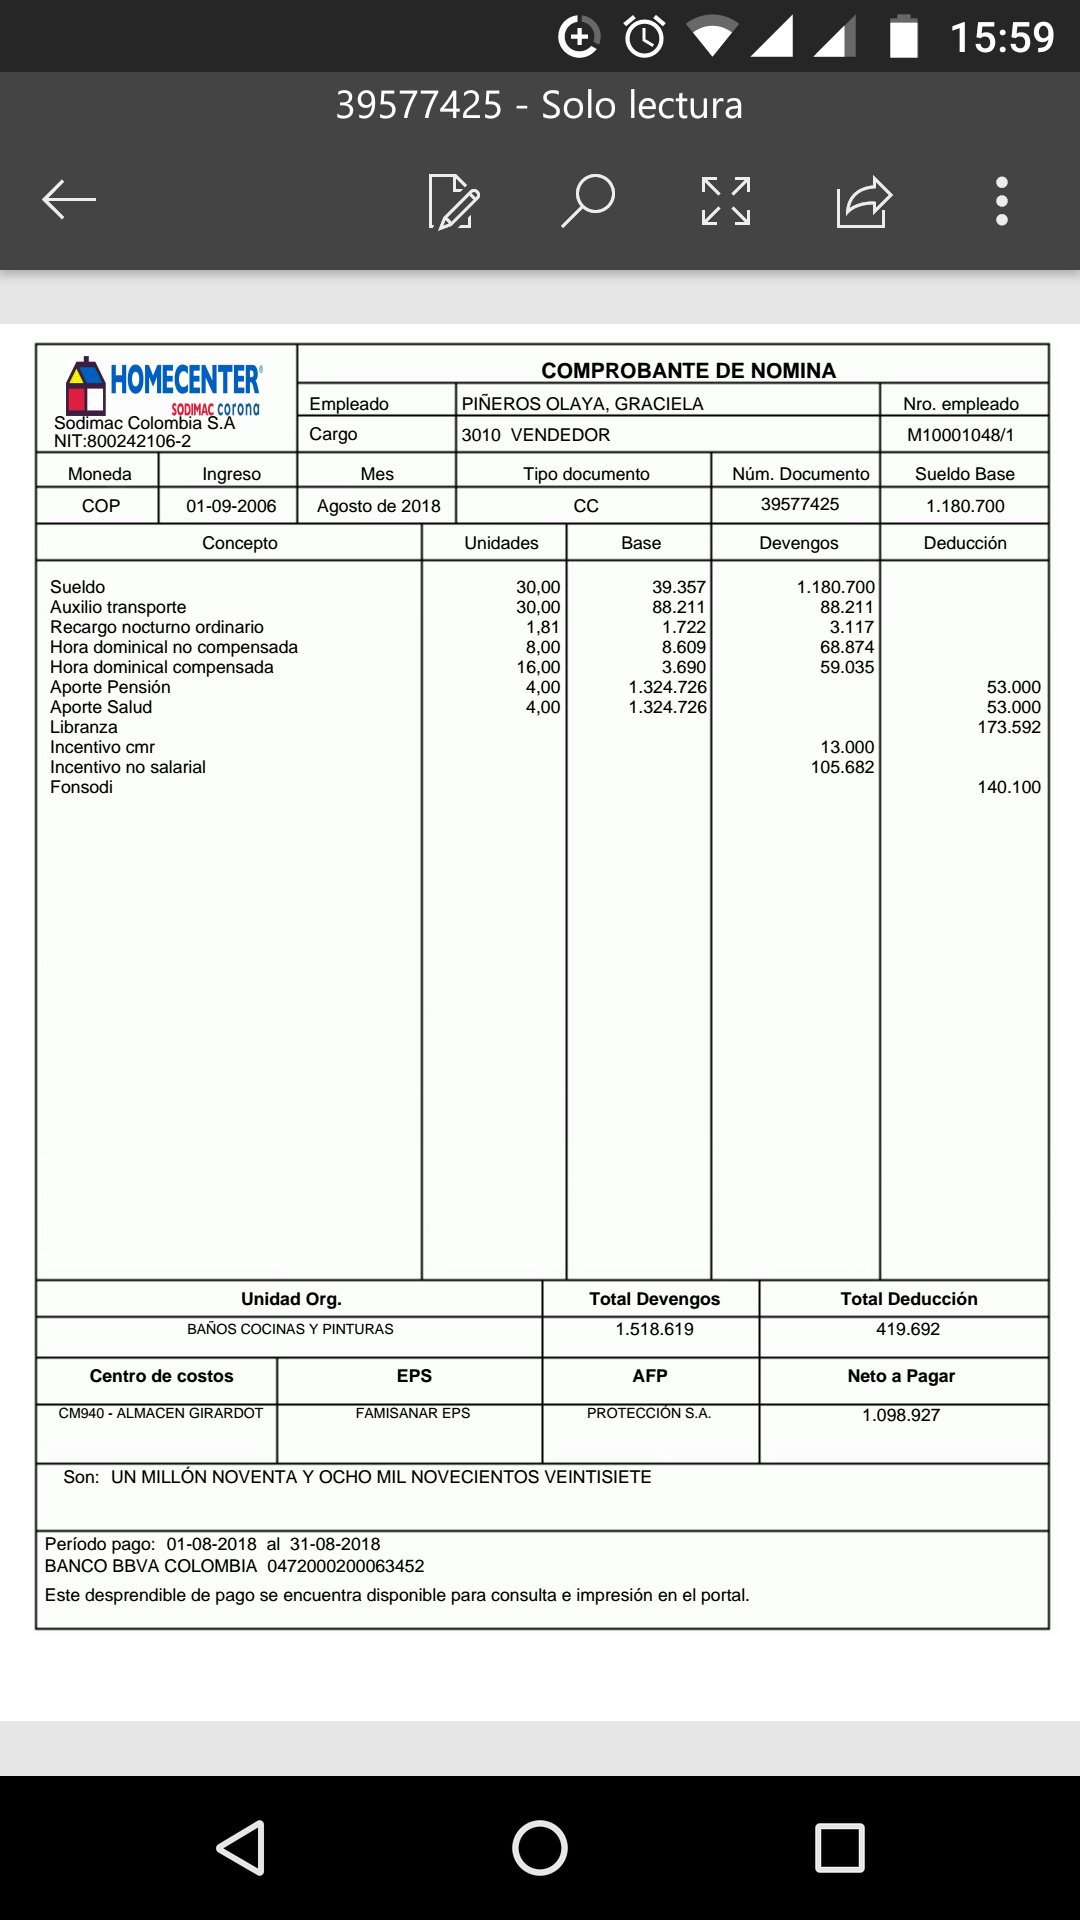 15:59
39577425 - Solo lectura
HOMECENTER
SODIMAC corona
Sodimac Colombia S.A
NIT:800242106-2
COMPROBANTE DE NOMINA
Empleado PIÑEROS OLAYA, GRACIELA Nro. empleado
Cargo 3010 VENDEDOR M10001048/1
Moneda Ingreso Mes Tipo documento Núm. Documento Sueldo Base
COP 01-09-2006 Agosto de 2018 CC 39577425 1.180.700
Concepto Unidades Base Devengos Deducción
Sueldo 30,00 39.357 1.180.700
Auxilio transporte 30,00 88.211 88.211
Recargo nocturno ordinario 1,81 1.722 3.117
Hora dominical no compensada 8,00 8.609 68.874
Hora dominical compensada 16,00 3.690 59.035
Aporte Pensión 4,00 1.324.726 53.000
Aporte Salud 4,00 1.324.726 53.000
Libranza 173.592
Incentivo cmr 13.000
Incentivo no salarial 105.682
Fonsodi 140.100
Unidad Org. Total Devengos Total Deducción
BAÑOS COCINAS Y PINTURAS 1.518.619 419.692
Centro de costos EPS AFP Neto a Pagar
CM940 - ALMACEN GIRARDOT FAMISANAR EPS PROTECCIÓN S.A. 1.098.927
Son: UN MILLÓN NOVENTA Y OCHO MIL NOVECIENTOS VEINTISIETE
Período pago: 01-08-2018 al 31-08-2018
BANCO BBVA COLOMBIA 0472000200063452
Este desprendible de pago se encuentra disponible para consulta e impresión en el portal.